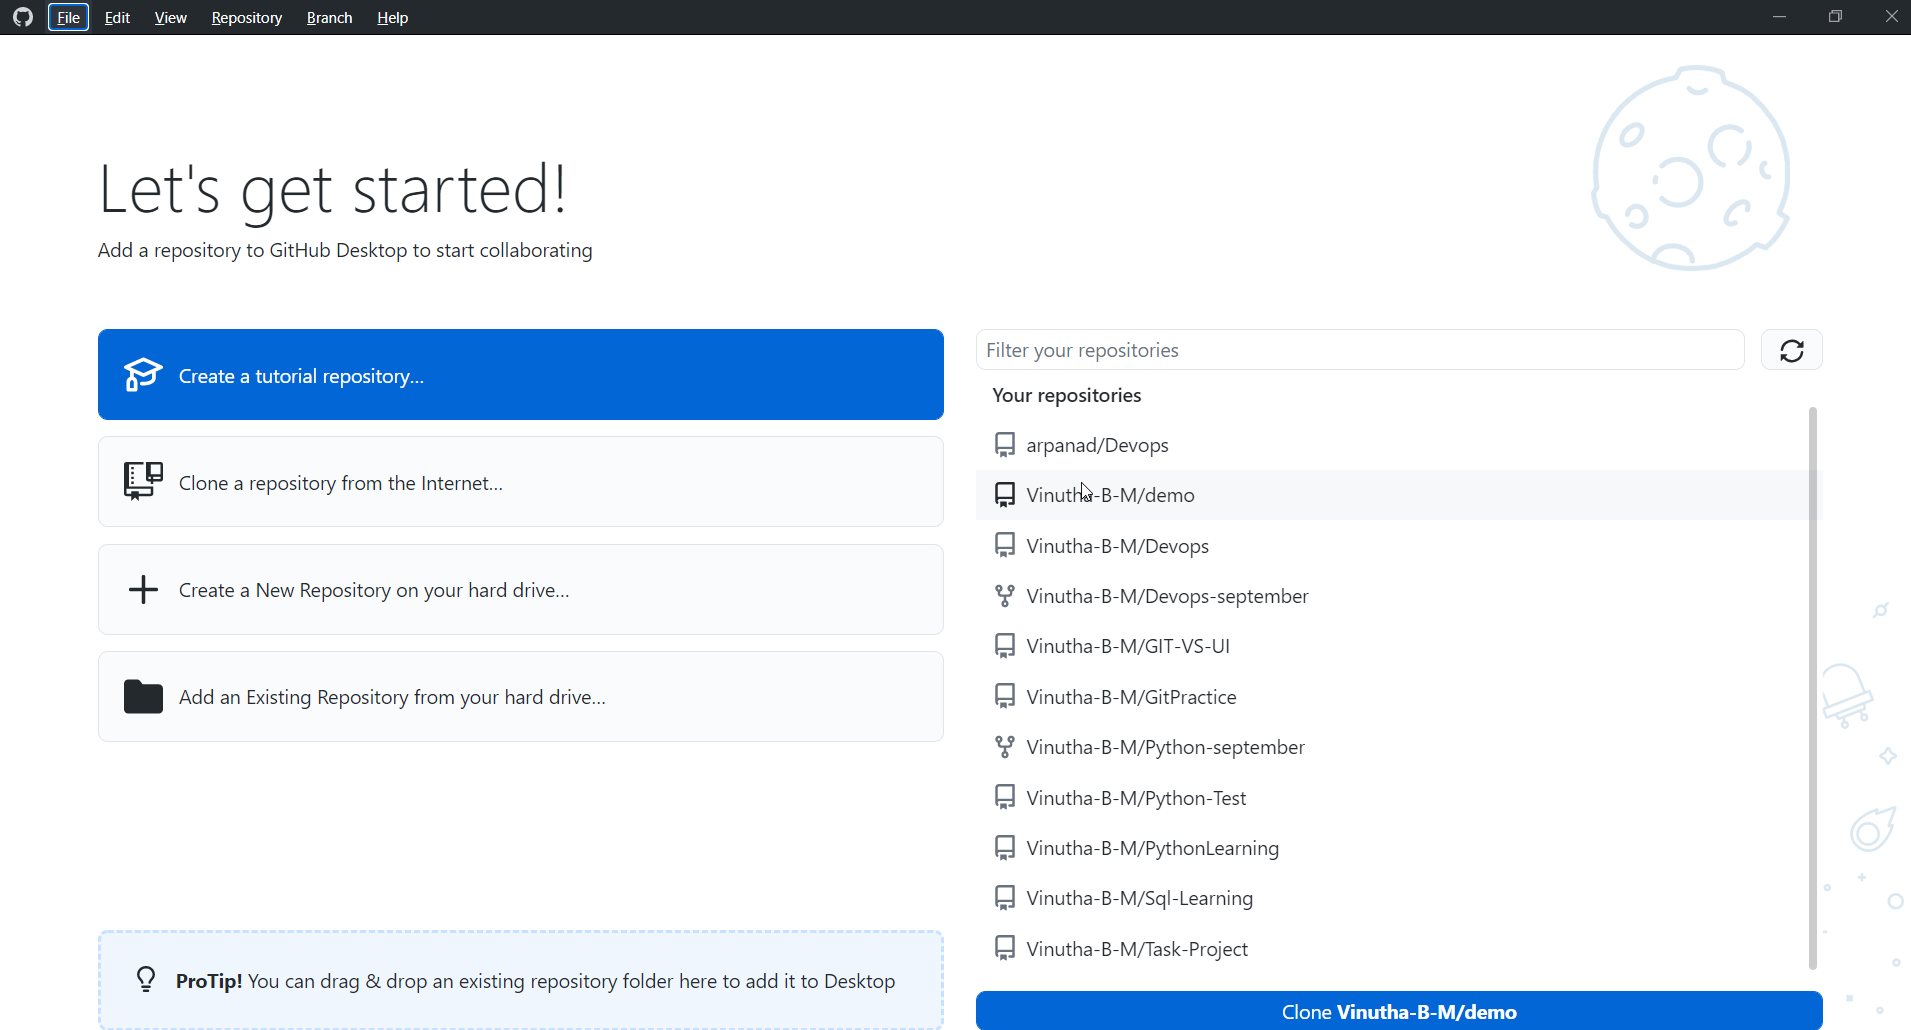 File Edit View Repository Branch Help
Let's get started!
Add a repository to GitHub Desktop to start collaborating
Create a tutorial repository...
Clone a repository from the Internet...
Create a New Repository on your hard drive...
Add an Existing Repository from your hard drive...
ProTip! You can drag & drop an existing repository folder here to add it to Desktop
Filter your repositories
Your repositories
arpanad/Devops
Vinutha-B-M/demo
Vinutha-B-M/Devops
Vinutha-B-M/Devops-september
Vinutha-B-M/GIT-VS-UI
Vinutha-B-M/GitPractice
Vinutha-B-M/Python-september
Vinutha-B-M/Python-Test
Vinutha-B-M/PythonLearning
Vinutha-B-M/Sql-Learning
Vinutha-B-M/Task-Project
Clone Vinutha-B-M/demo